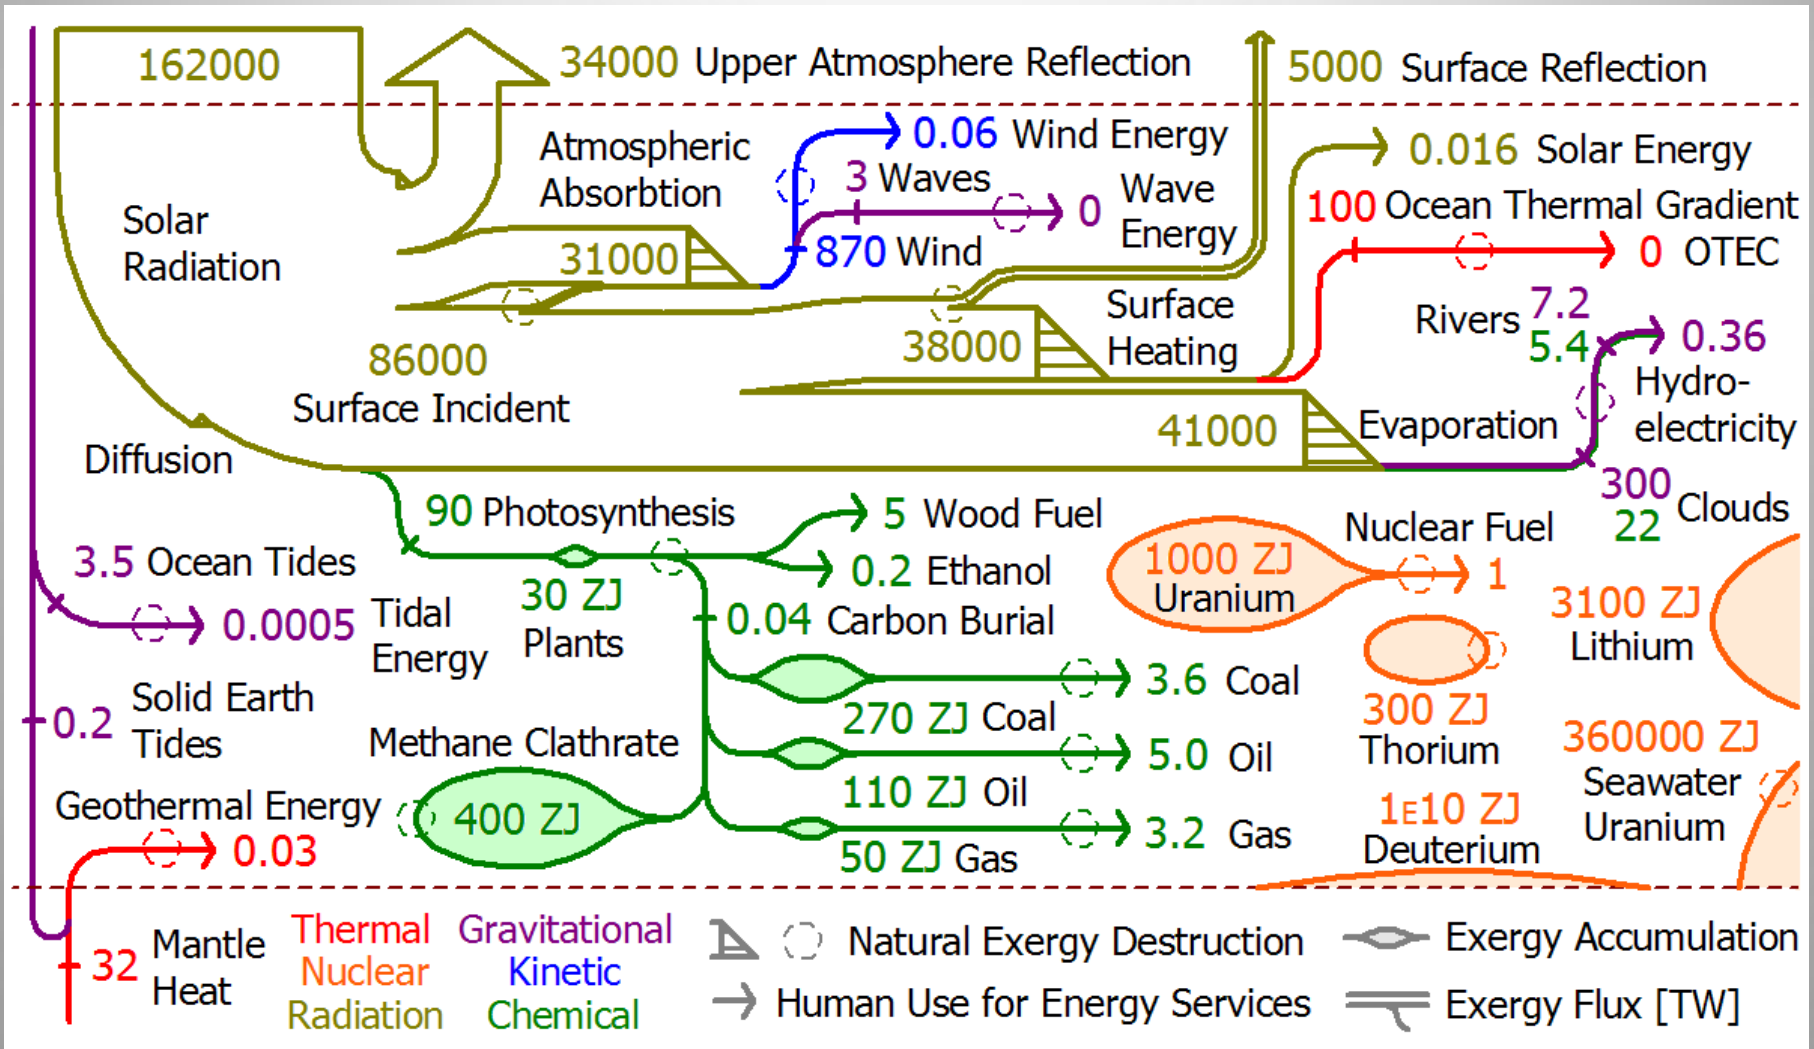 162000
34000 Upper Atmosphere Reflection
5000 Surface Reflection
Atmospheric
Absorbtion
0.06 Wind Energy
3 Waves
0 Wave
Energy
0.016 Solar Energy
100 Ocean Thermal Gradient
0 OTEC
Solar
Radiation
31000
870 Wind
Surface
Heating
38000
Rivers 7.2
5.4
0.36
Hydro-
electricity
86000
Surface Incident
41000
Evaporation
Diffusion
300
22
Clouds
90 Photosynthesis
5 Wood Fuel
0.2 Ethanol
30 ZJ
Plants
0.04 Carbon Burial
3.5 Ocean Tides
0.0005 Tidal
Energy
0.2 Solid Earth
Tides
1000 ZJ
Uranium
Nuclear Fuel
1
3100 ZJ
Lithium
300 ZJ
Thorium
360000 ZJ
Seawater
Uranium
1E10 ZJ
Deuterium
3.6 Coal
270 ZJ Coal
5.0 Oil
110 ZJ Oil
3.2 Gas
50 ZJ Gas
Methane Clathrate
400 ZJ
Geothermal Energy
0.03
32 Mantle
Heat
Thermal
Nuclear
Radiation
Gravitational
Kinetic
Chemical
Natural Exergy Destruction
Human Use for Energy Services
Exergy Accumulation
Exergy Flux [TW]